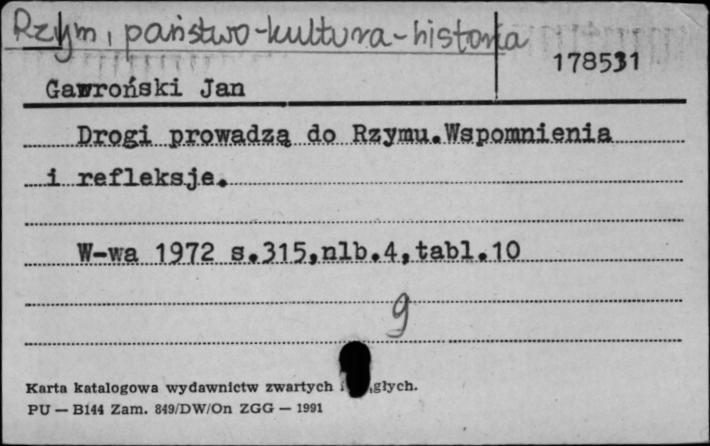 Rzym, państwo-kultura-historia
178531
Gawroński Jan
Drogi prowadzą do Rzymu.Wspomnienia
i refleksje.
W-wa 1972 s.315,nlb.4,tabl.10
9
Karta katalogowa wydawnictw zwartych głych.
PU — B144 Zam. 849/DW/On ZGG — 1991